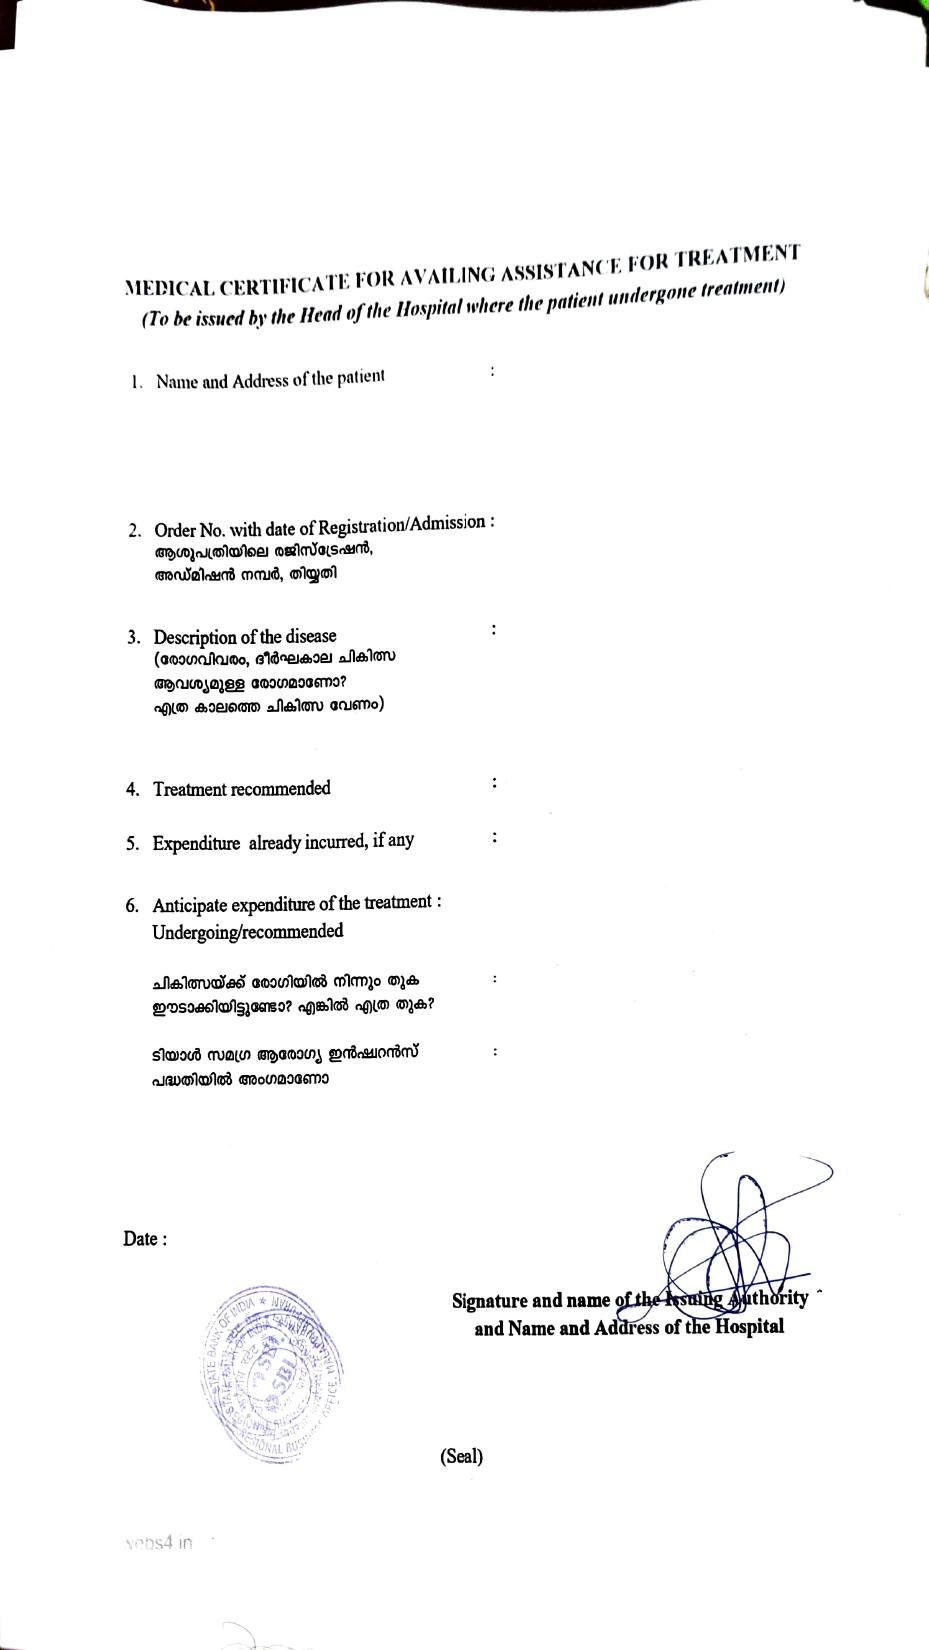 MEDICAL CERTIFICATE FOR AVAILING ASSISTANCE FOR TREATMENT
(To be issued by the Head of the Hospital where the patient undergone treatment)
1. Name and Address of the patient :
2. Order No. with date of Registration/Admission :
ആശുപത്രിയിലെ രജിസ്ട്രേഷൻ,
അഡ്മിഷൻ നമ്പർ, തിയ്യതി
3. Description of the disease :
(രോഗവിവരം, ദീർഘകാല ചികിത്സ
ആവശ്യമുള്ള രോഗമാണോ?
എത്ര കാലത്തെ ചികിത്സ വേണം)
4. Treatment recommended :
5. Expenditure already incurred, if any :
6. Anticipate expenditure of the treatment :
Undergoing/recommended
ചികിത്സയ്ക്ക് രോഗിയിൽ നിന്നും തുക :
ഈടാക്കിയിട്ടുണ്ടോ? എങ്കിൽ എത്ര തുക?
ടിയാൾ സമഗ്ര ആരോഗ്യ ഇൻഷുറൻസ് :
പദ്ധതിയിൽ അംഗമാണോ
Date :
Signature and name of the Issuing Authority
and Name and Address of the Hospital
STATE BANK OF INDIA
SBI
REGIONAL BUSINESS OFFICE
(Seal)